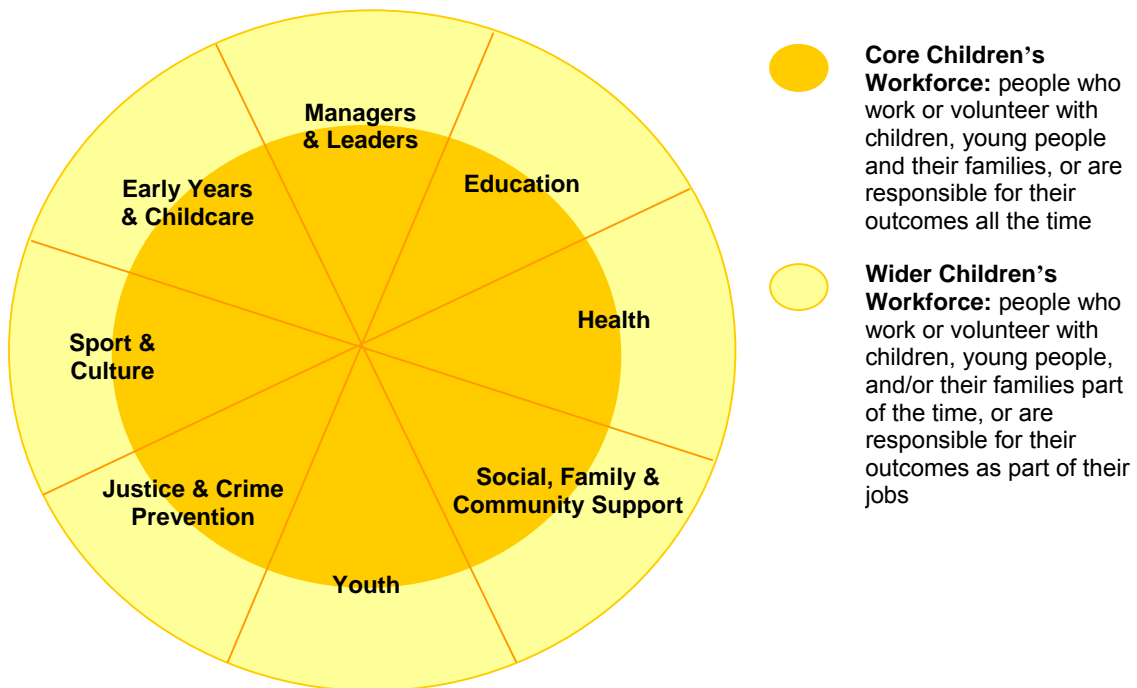 Managers
& Leaders
Education
Health
Social, Family &
Community Support
Youth
Justice & Crime
Prevention
Sport &
Culture
Early Years
& Childcare
Core Children’s
Workforce: people who
work or volunteer with
children, young people
and their families, or are
responsible for their
outcomes all the time
Wider Children’s
Workforce: people who
work or volunteer with
children, young people,
and/or their families part
of the time, or are
responsible for their
outcomes as part of their
jobs